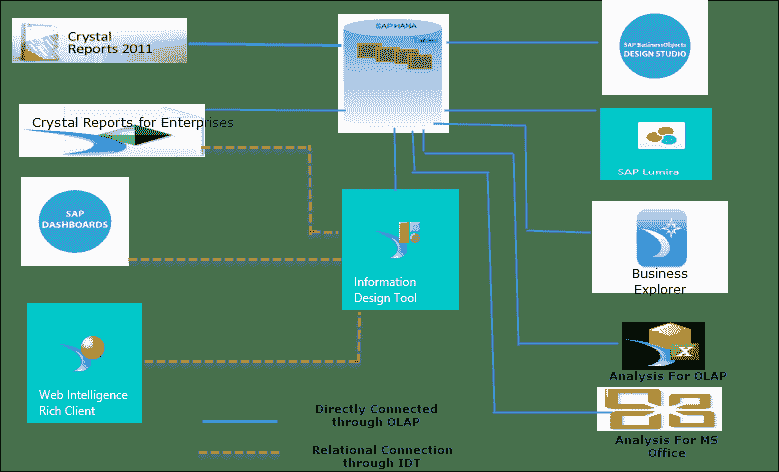 Crystal
Reports 2011
SAP HANA
SAP BusinessObjects
DESIGN STUDIO
Crystal Reports for Enterprises
SAP Lumira
SAP
DASHBOARDS
Information
Design Tool
Business
Explorer
Web Intelligence
Rich Client
Analysis For OLAP
Directly Connected
through OLAP
Analysis For MS
Office
Relational Connection
through IDT